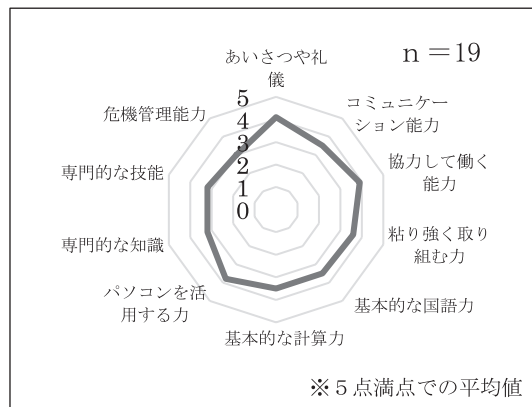 n＝19
あいさつや礼
儀
コミュニケー
ション能力
協力して働く
能力
粘り強く取り
組む力
基本的な国語力
基本的な計算力
パソコンを活
用する力
専門的な知識
専門的な技能
危機管理能力
5
4
3
2
1
0
※５点満点での平均値